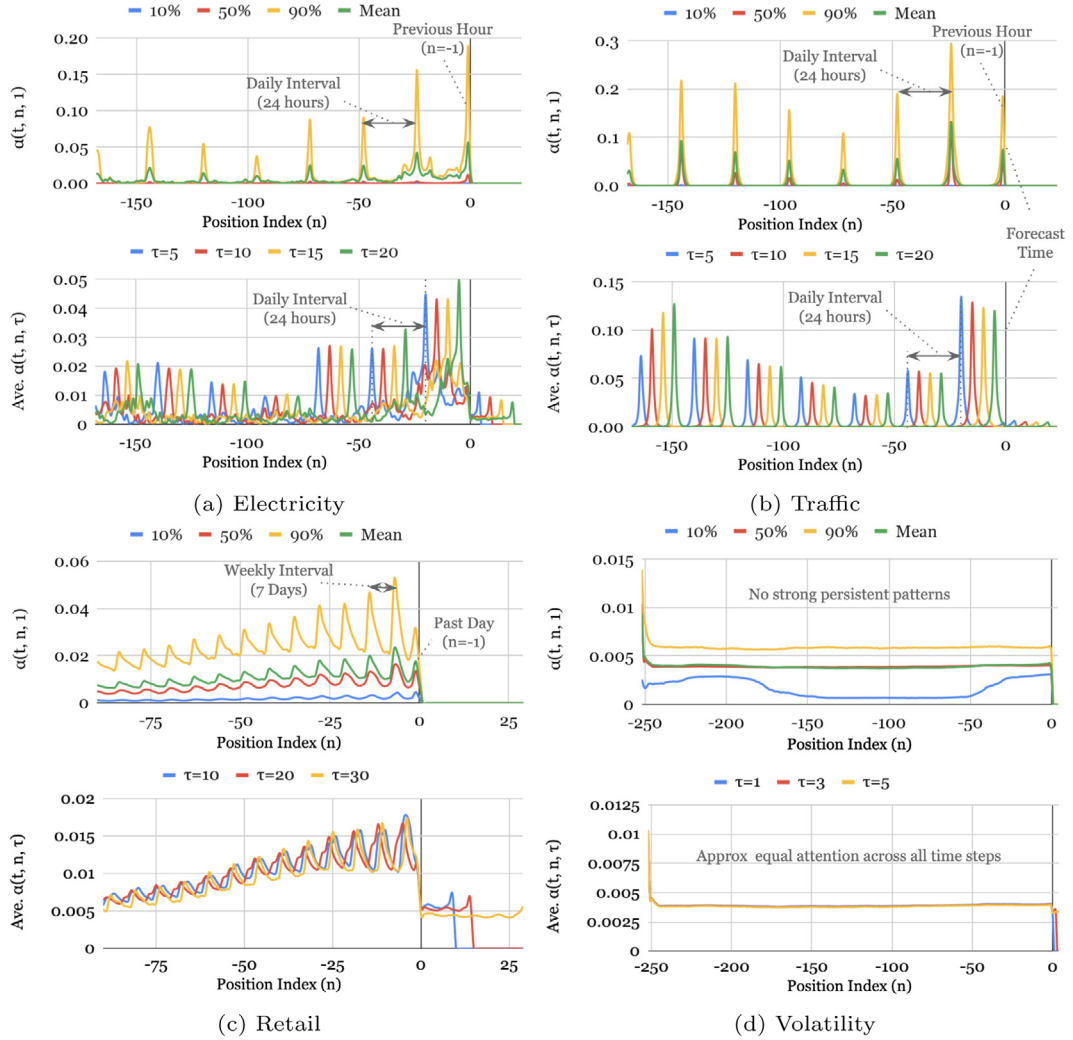 10% 50% 90% Mean
Previous Hour
(n=-1)
Daily Interval
(24 hours)
α(t, n, 1)
0.20
0.15
0.10
0.05
0.00
-150 -100 -50 0
Position Index (n)
τ=5 τ=10 τ=15 τ=20
Daily Interval
(24 hours)
Ave. α(t, n, τ)
0.05
0.04
0.03
0.02
0.01
0
-150 -100 -50 0
Position Index (n)
(a) Electricity
10% 50% 90% Mean
Previous Hour
(n=-1)
Daily Interval
(24 hours)
α(t, n, 1)
0.3
0.2
0.1
0.0
-150 -100 -50 0
Position Index (n)
τ=5 τ=10 τ=15 τ=20
Forecast
Time
Daily Interval
(24 hours)
Ave. α(t, n, τ)
0.15
0.10
0.05
0.00
-150 -100 -50 0
Position Index (n)
(b) Traffic
10% 50% 90% Mean
Weekly Interval
(7 Days)
Past Day
(n=-1)
α(t, n, 1)
0.06
0.04
0.02
0
-75 -50 -25 0 25
Position Index (n)
τ=10 τ=20 τ=30
Ave. α(t, n, τ)
0.02
0.015
0.01
0.005
0
-75 -50 -25 0 25
Position Index (n)
(c) Retail
10% 50% 90% Mean
No strong persistent patterns
α(t, n, 1)
0.015
0.01
0.005
0
-250 -200 -150 -100 -50 0
Position Index (n)
τ=1 τ=3 τ=5
Approx equal attention across all time steps
Ave. α(t, n, τ)
0.0125
0.01
0.0075
0.005
0.0025
0
-250 -200 -150 -100 -50 0
Position Index (n)
(d) Volatility